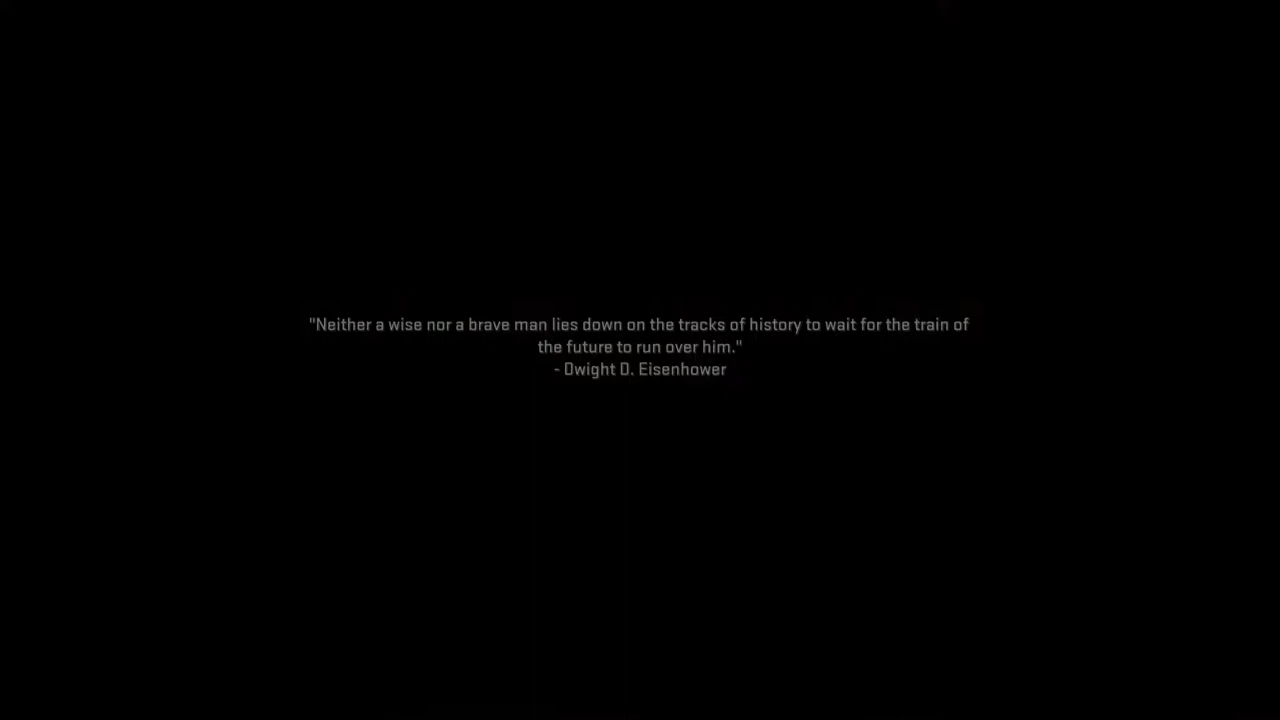 "Neither a wise nor a brave man lies down on the tracks of history to wait for the train of
the future to run over him."
- Dwight D. Eisenhower